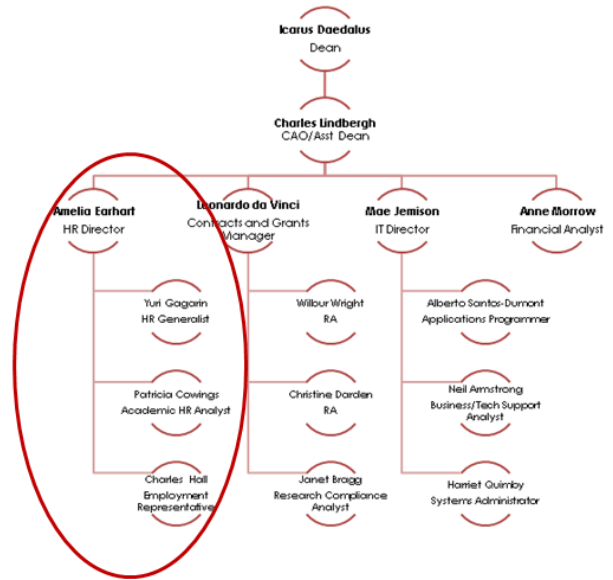 Icarus Daedalus
Dean
Charles Lindbergh
CAO/Asst Dean
Amelia Earhart
HR Director
Leonardo da Vinci
Contracts and Grants
Manager
Mae Jemison
IT Director
Anne Morrow
Financial Analyst
Yuri Gagarin
HR Generalist
Patricia Cowings
Academic HR Analyst
Charles Hall
Employment
Representative
Wilbur Wright
RA
Christine Darden
RA
Janet Bragg
Research Compliance
Analyst
Alberto Santos-Dumont
Applications Programmer
Neil Armstrong
Business/Tech Support
Analyst
Harriet Quimby
Systems Administrator